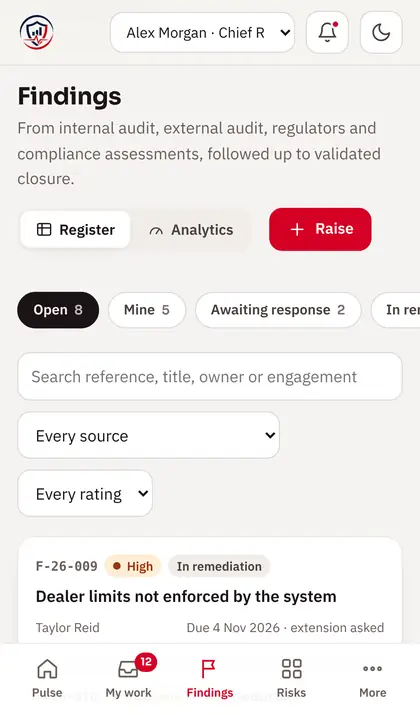 Alex Morgan · Chief R
Findings
From internal audit, external audit, regulators and
compliance assessments, followed up to validated
closure.
Register
Analytics
Raise
Open 8
Mine 5
Awaiting response 2
In rer
Search reference, title, owner or engagement
Every source
Every rating
F-26-009
High
In remediation
Dealer limits not enforced by the system
Taylor Reid
Due 4 Nov 2026 · extension asked
12
Pulse
My work
Findings
Risks
More